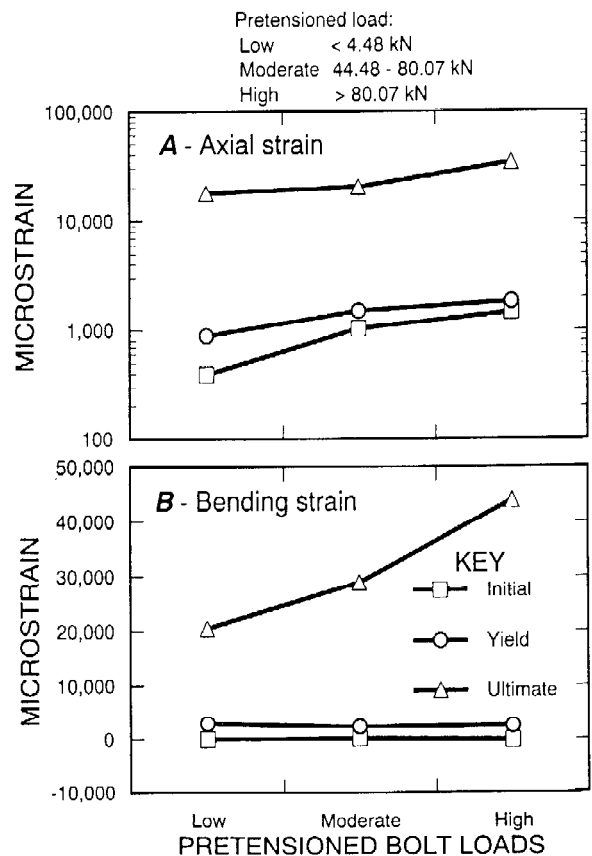 Pretensioned load:
Low < 4.48 kN
Moderate 44.48 - 80.07 kN
High > 80.07 kN
A - Axial strain
100,000
10,000
1,000
100
MICROSTRAIN
B - Bending strain
50,000
40,000
30,000
20,000
10,000
0
-10,000
MICROSTRAIN
KEY
Initial
Yield
Ultimate
Low Moderate High
PRETENSIONED BOLT LOADS